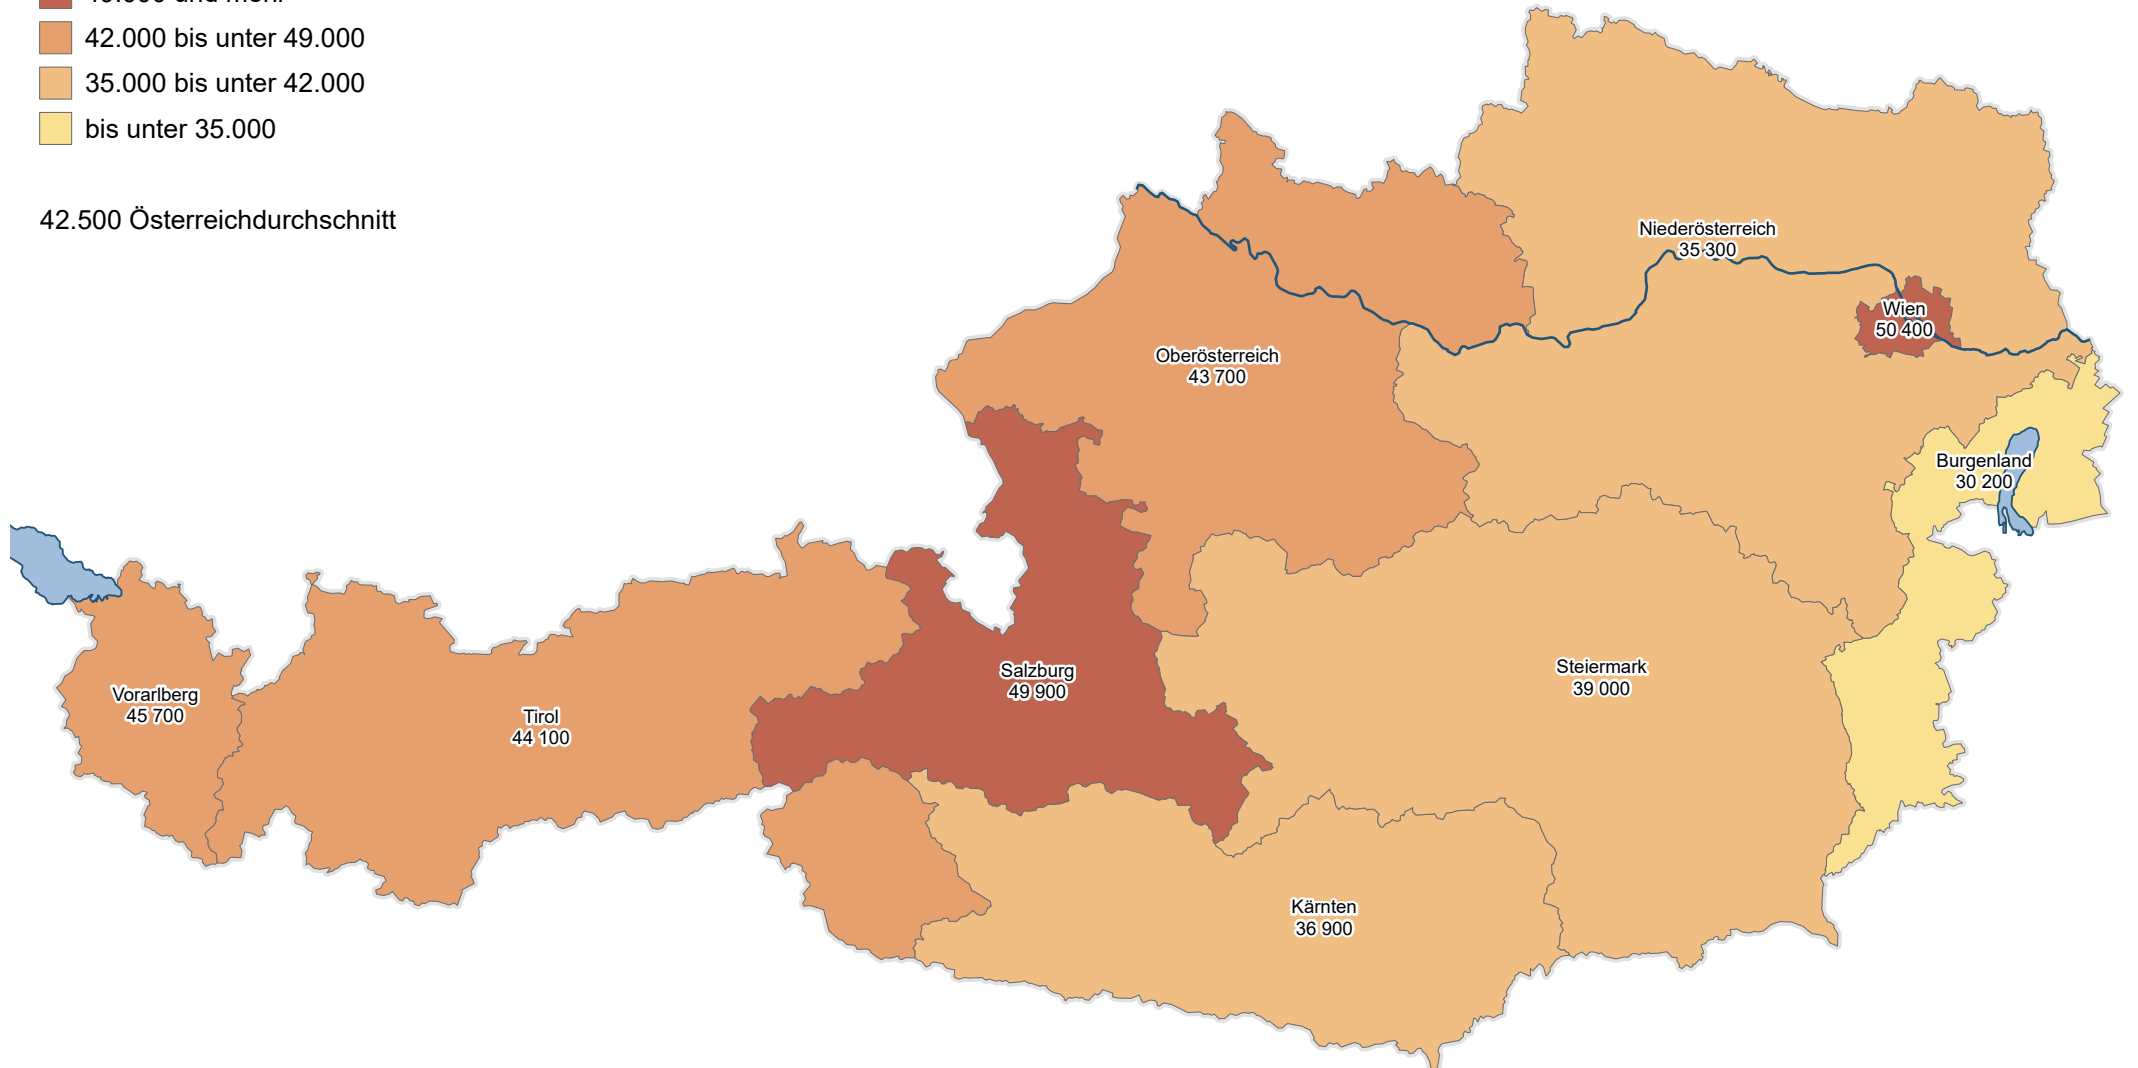 42.000 bis unter 49.000
35.000 bis unter 42.000
bis unter 35.000
42.500 Österreichdurchschnitt
Niederösterreich
35 300
Wien
50 400
Oberösterreich
43 700
Burgenland
30 200
Salzburg
49 900
Steiermark
39 000
Vorarlberg
45 700
Tirol
44 100
Kärnten
36 900